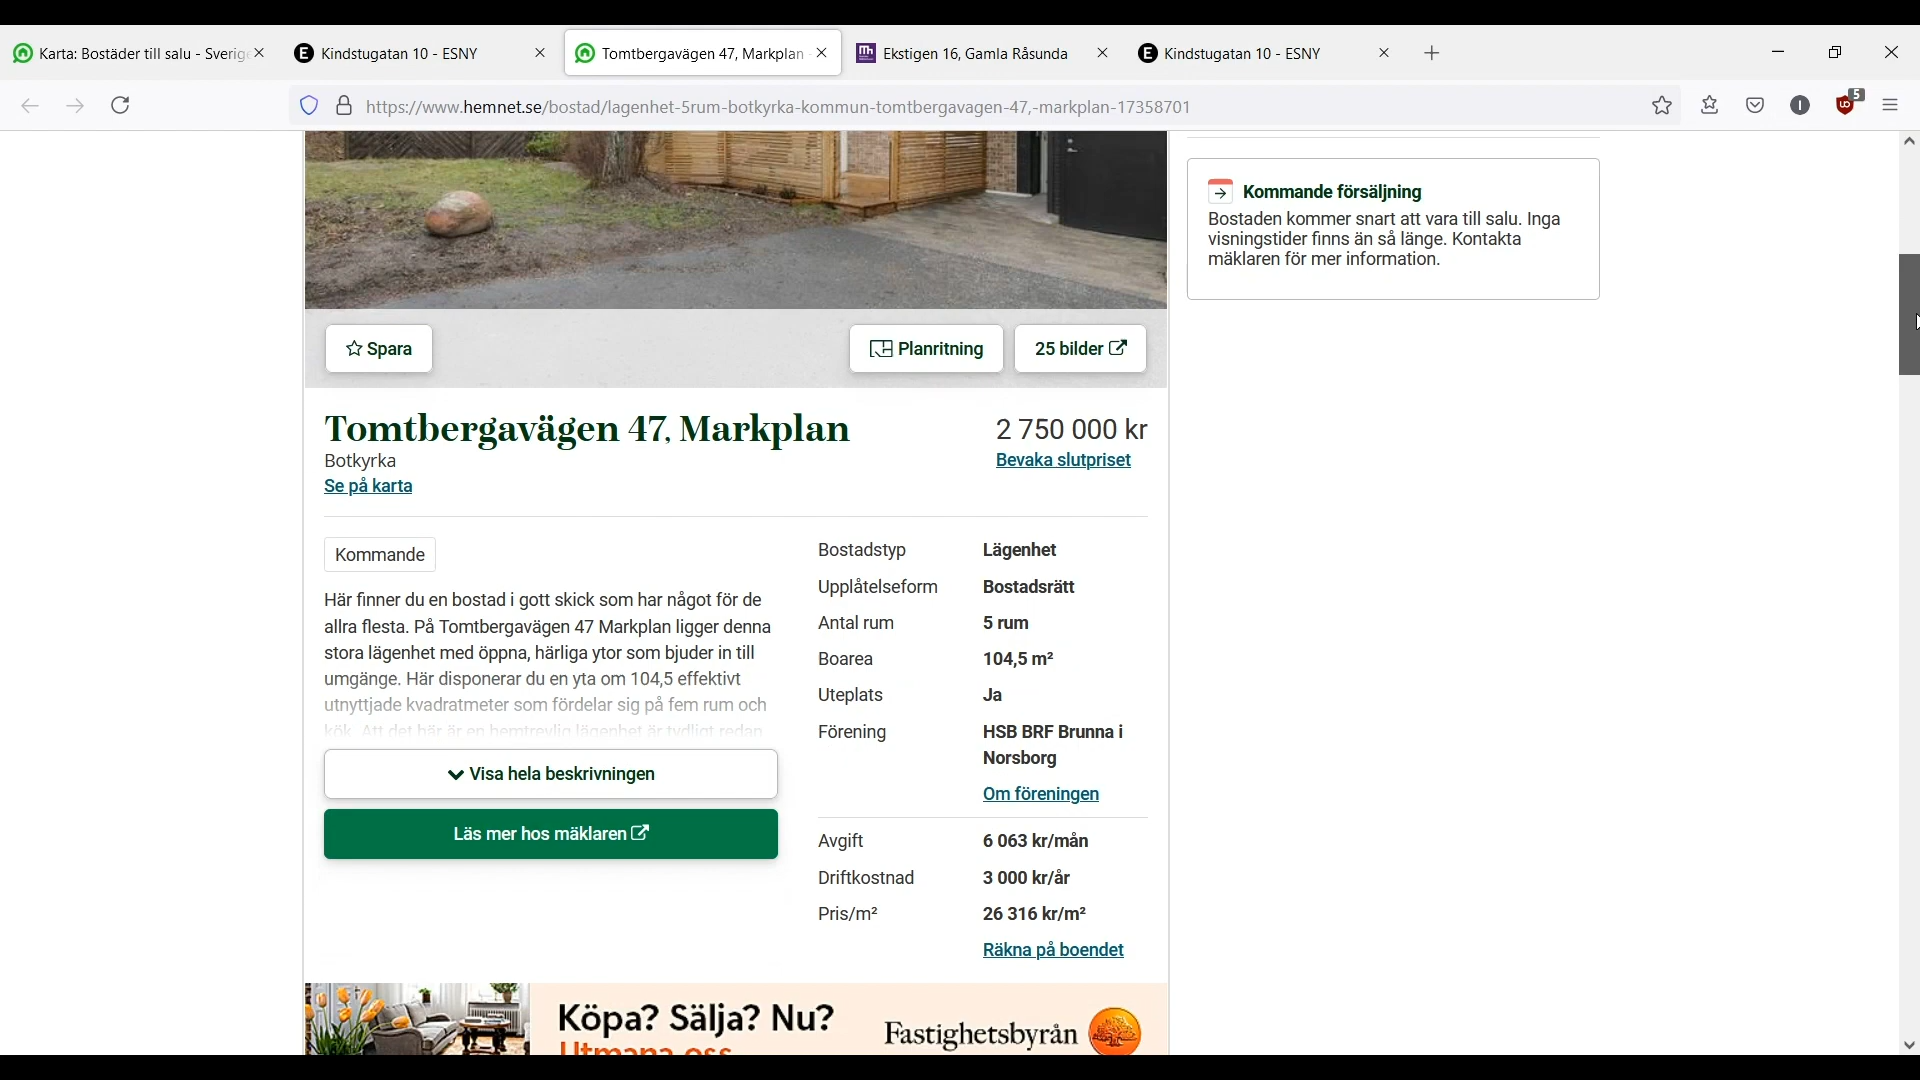 Karta: Bostäder till salu - Sverig
Kindstugatan 10 - ESNY
Tomtbergavägen 47, Markplan
Ekstigen 16, Gamla Råsunda
Kindstugatan 10 - ESNY
https://www.hemnet.se/bostad/lagenhet-5rum-botkyrka-kommun-tomtbergavagen-47,-markplan-17358701
5
Kommande försäljning
Bostaden kommer snart att vara till salu. Inga
visningstider finns än så länge. Kontakta
mäklaren för mer information.
Spara
Planritning
25 bilder
Tomtbergavägen 47, Markplan
2 750 000 kr
Botkyrka
Bevaka slutpriset
Se på karta
Kommande
Här finner du en bostad i gott skick som har något för de
allra flesta. På Tomtbergavägen 47 Markplan ligger denna
stora lägenhet med öppna, härliga ytor som bjuder in till
umgänge. Här disponerar du en yta om 104,5 effektivt
utnyttjade kvadratmeter som fördelar sig på fem rum och
kök. Att det här är en hemtrevlig lägenhet är tydligt redan
Visa hela beskrivningen
Läs mer hos mäklaren
Bostadstyp Lägenhet
Upplåtelseform Bostadsrätt
Antal rum 5 rum
Boarea 104,5 m²
Uteplats Ja
Förening HSB BRF Brunna i
Norsborg
Om föreningen
Avgift 6 063 kr/mån
Driftkostnad 3 000 kr/år
Pris/m² 26 316 kr/m²
Räkna på boendet
Köpa? Sälja? Nu?
Utmana oss
Fastighetsbyrån